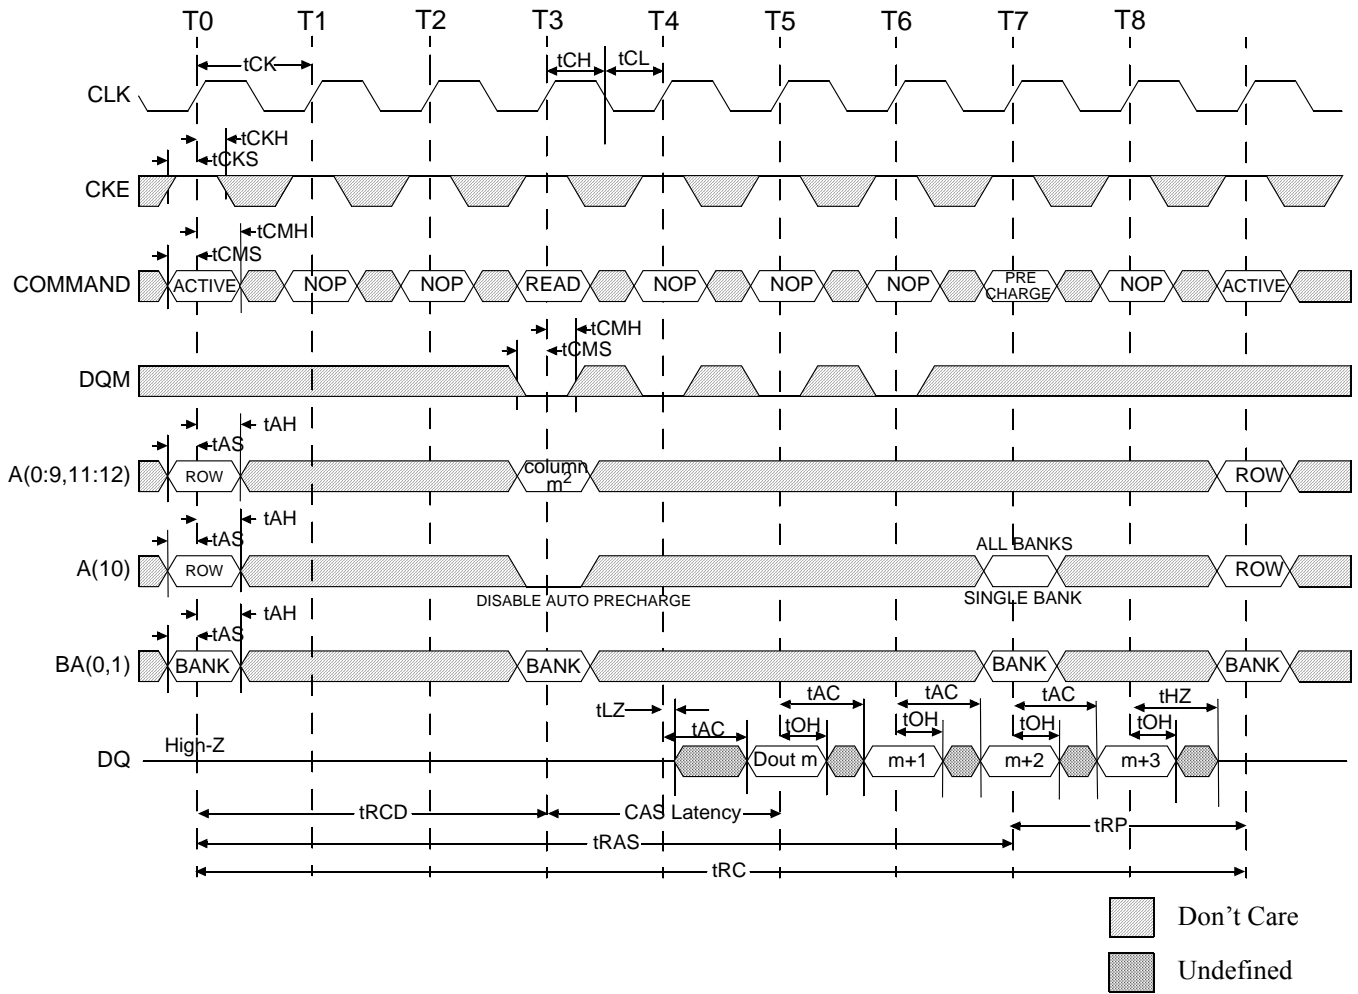 T0 T1 T2 T3 T4 T5 T6 T7 T8
tCK tCH tCL
CLK
tCKH
tCKS
CKE
tCMH
tCMS
COMMAND ACTIVE NOP NOP READ NOP NOP NOP PRE CHARGE NOP ACTIVE
tCMH
tCMS
DQM
tAH
tAS
A(0:9,11:12) ROW column m2 ROW
tAH
tAS
ALL BANKS
A(10) ROW ROW
DISABLE AUTO PRECHARGE SINGLE BANK
tAH
tAS
BA(0,1) BANK BANK BANK BANK
tAC tAC tAC tHZ
tLZ tAC tOH tOH tOH tOH
High-Z
DQ Dout m m+1 m+2 m+3
tRCD CAS Latency
tRP
tRAS
tRC
Don't Care
Undefined